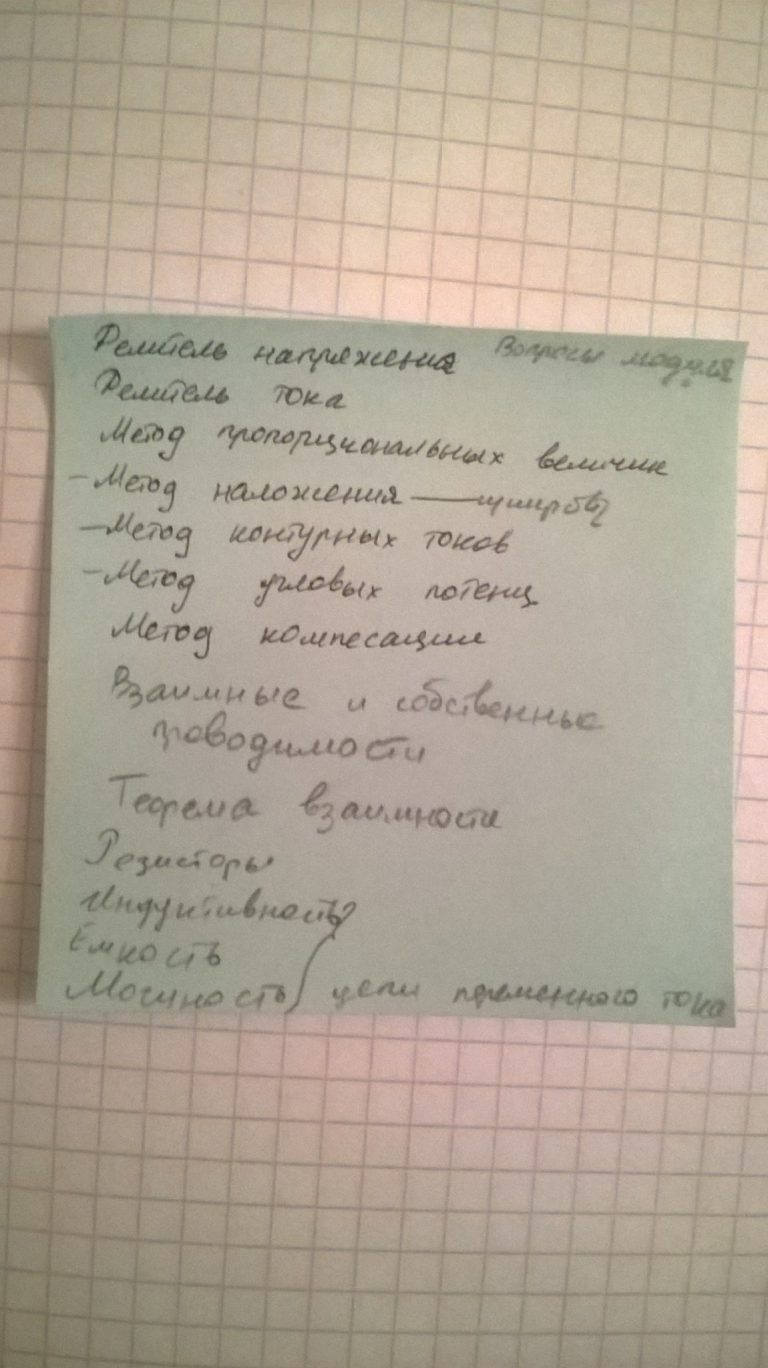 Делитель напряжения Вопросы модуля
Делитель тока
Метод пропорциональных величин
- Метод наложения —
- Метод контурных токов
- Метод узловых потенц
Метод компесации
Взаимные и собственные
проводимости
Теорема взаимности
Резисторы
Индуктивность
Емкость
Мощность цепи переменного тока